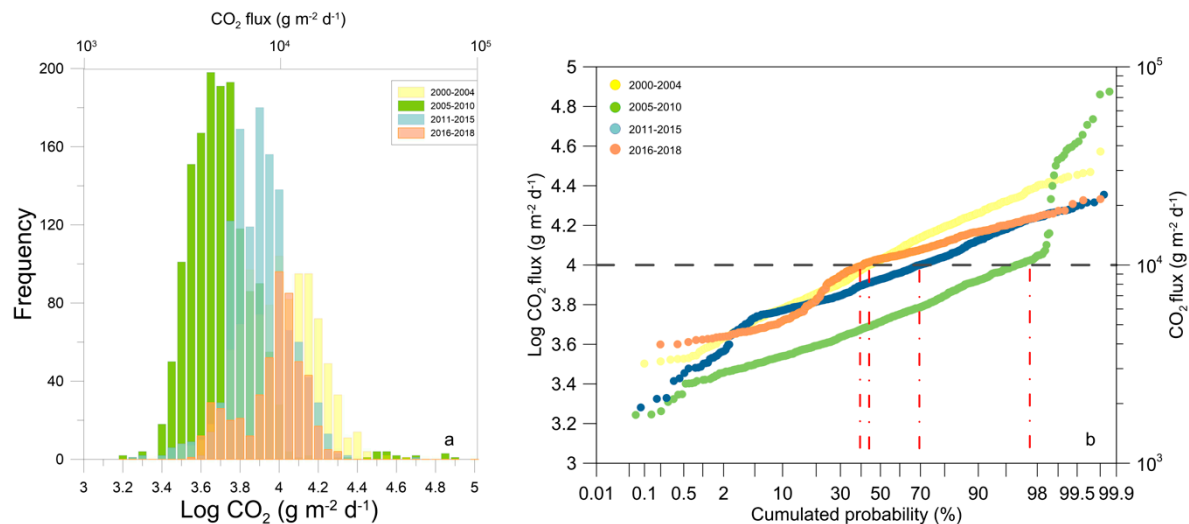 CO₂ flux (g m⁻² d⁻¹)
10³ 10⁴ 10⁵
200
160
120
80
40
0
Frequency
2000-2004
2005-2010
2011-2015
2016-2018
a
3 3.2 3.4 3.6 3.8 4 4.2 4.4 4.6 4.8 5
Log CO₂ (g m⁻² d⁻¹)
5
4.8
4.6
4.4
4.2
4
3.8
3.6
3.4
3.2
3
Log CO₂ flux (g m⁻² d⁻¹)
2000-2004
2005-2010
2011-2015
2016-2018
b
10⁵
10⁴
10³
CO₂ flux (g m⁻² d⁻¹)
0.01 0.1 0.5 2 10 30 50 70 90 98 99.5 99.9
Cumulated probability (%)